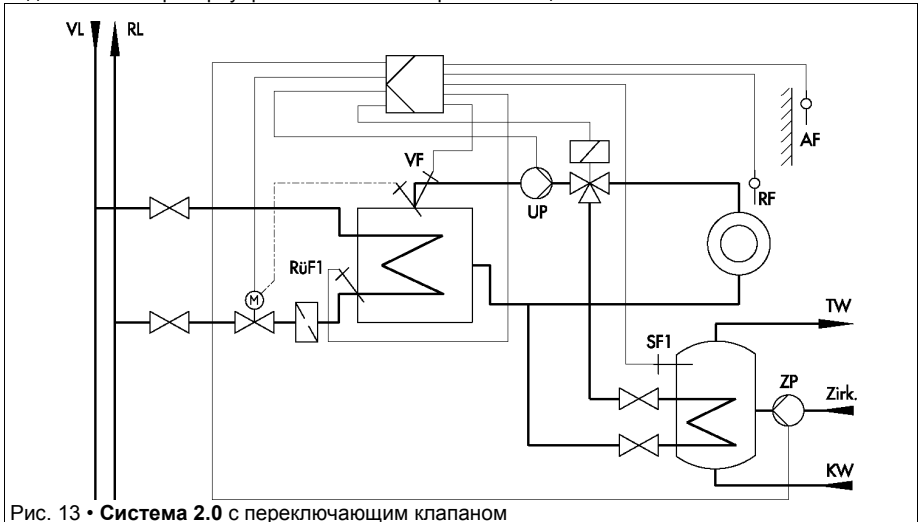 VL RL
AF
VF
UP
RF
RüF1
M
TW
SF1
ZP
Zirk.
KW
Рис. 13 • Система 2.0 с переключающим клапаном